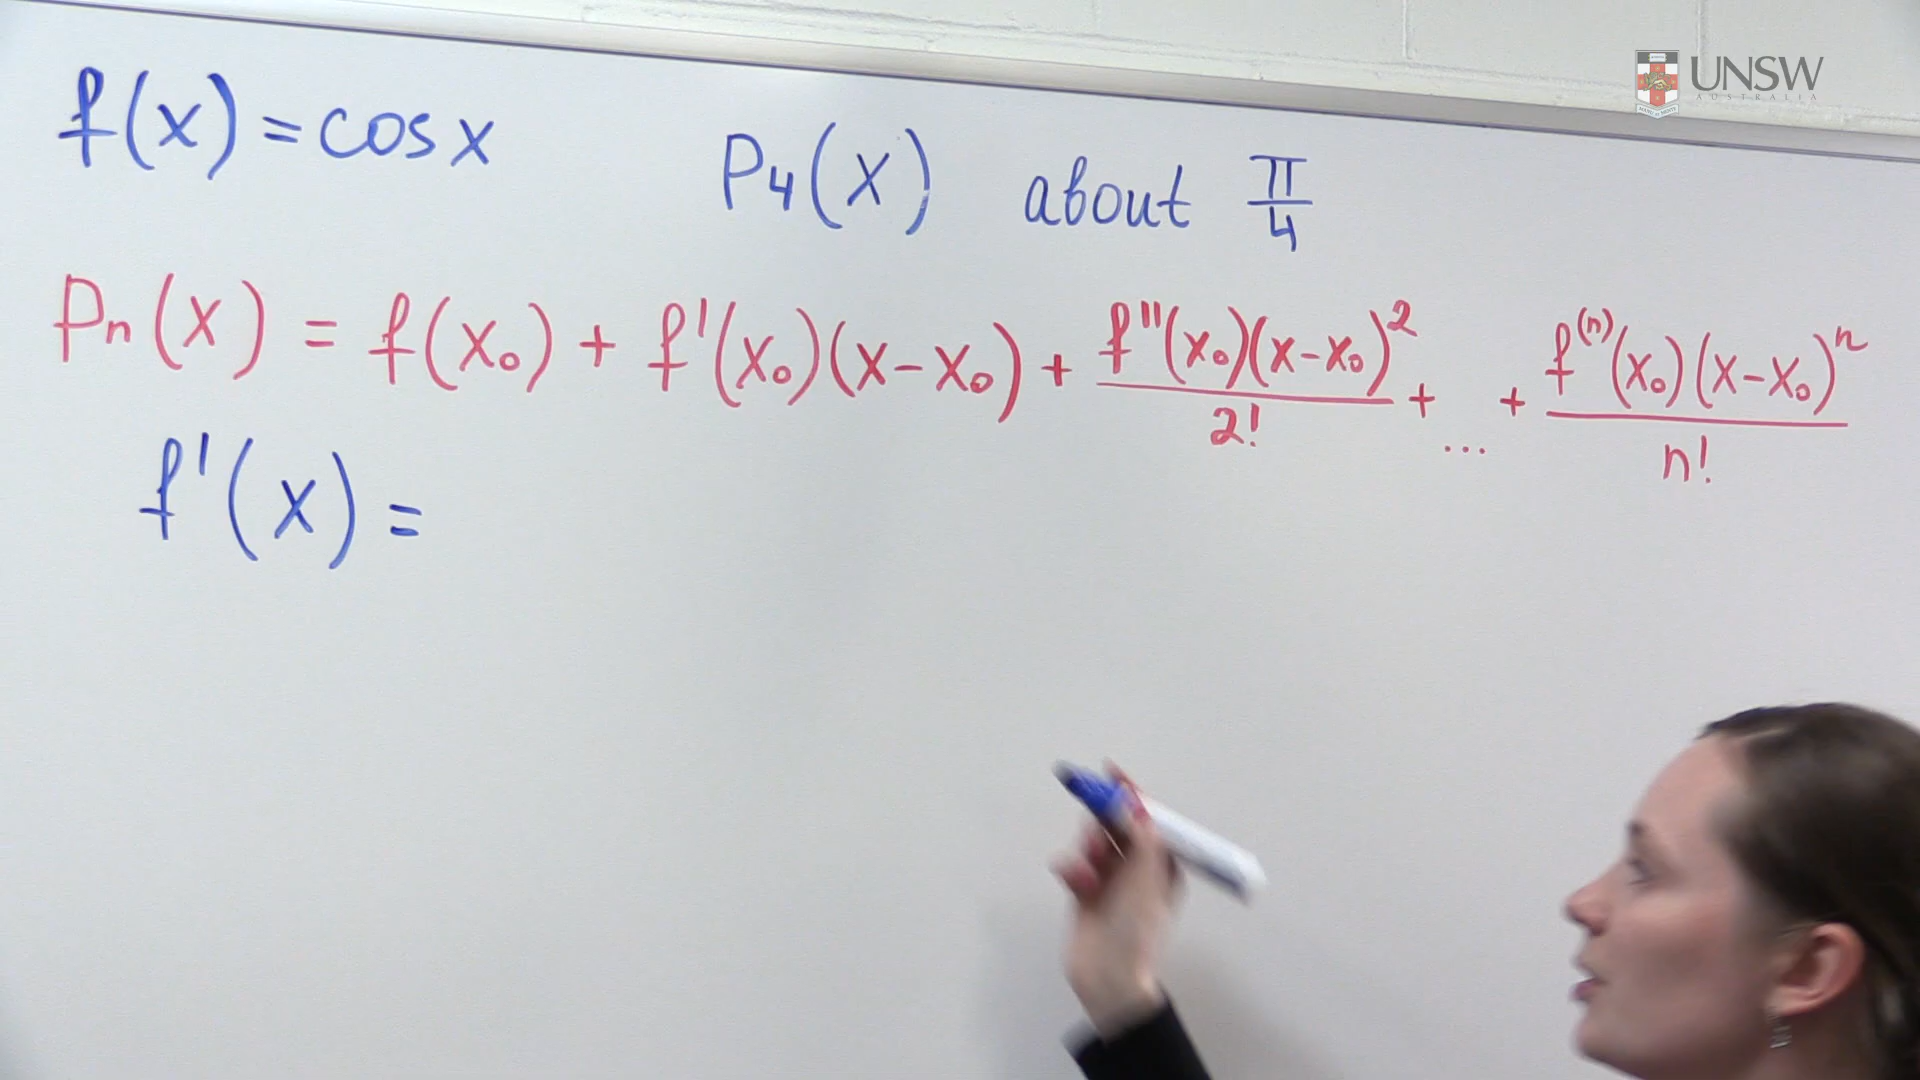 UNSW
AUSTRALIA
f(x) = cos x
P₄(x) about π/4
Pₙ(x) = f(x₀) + f'(x₀)(x-x₀) + f''(x₀)(x-x₀)²/2! + ... + f⁽ⁿ⁾(x₀)(x-x₀)ⁿ/n!
f'(x) =